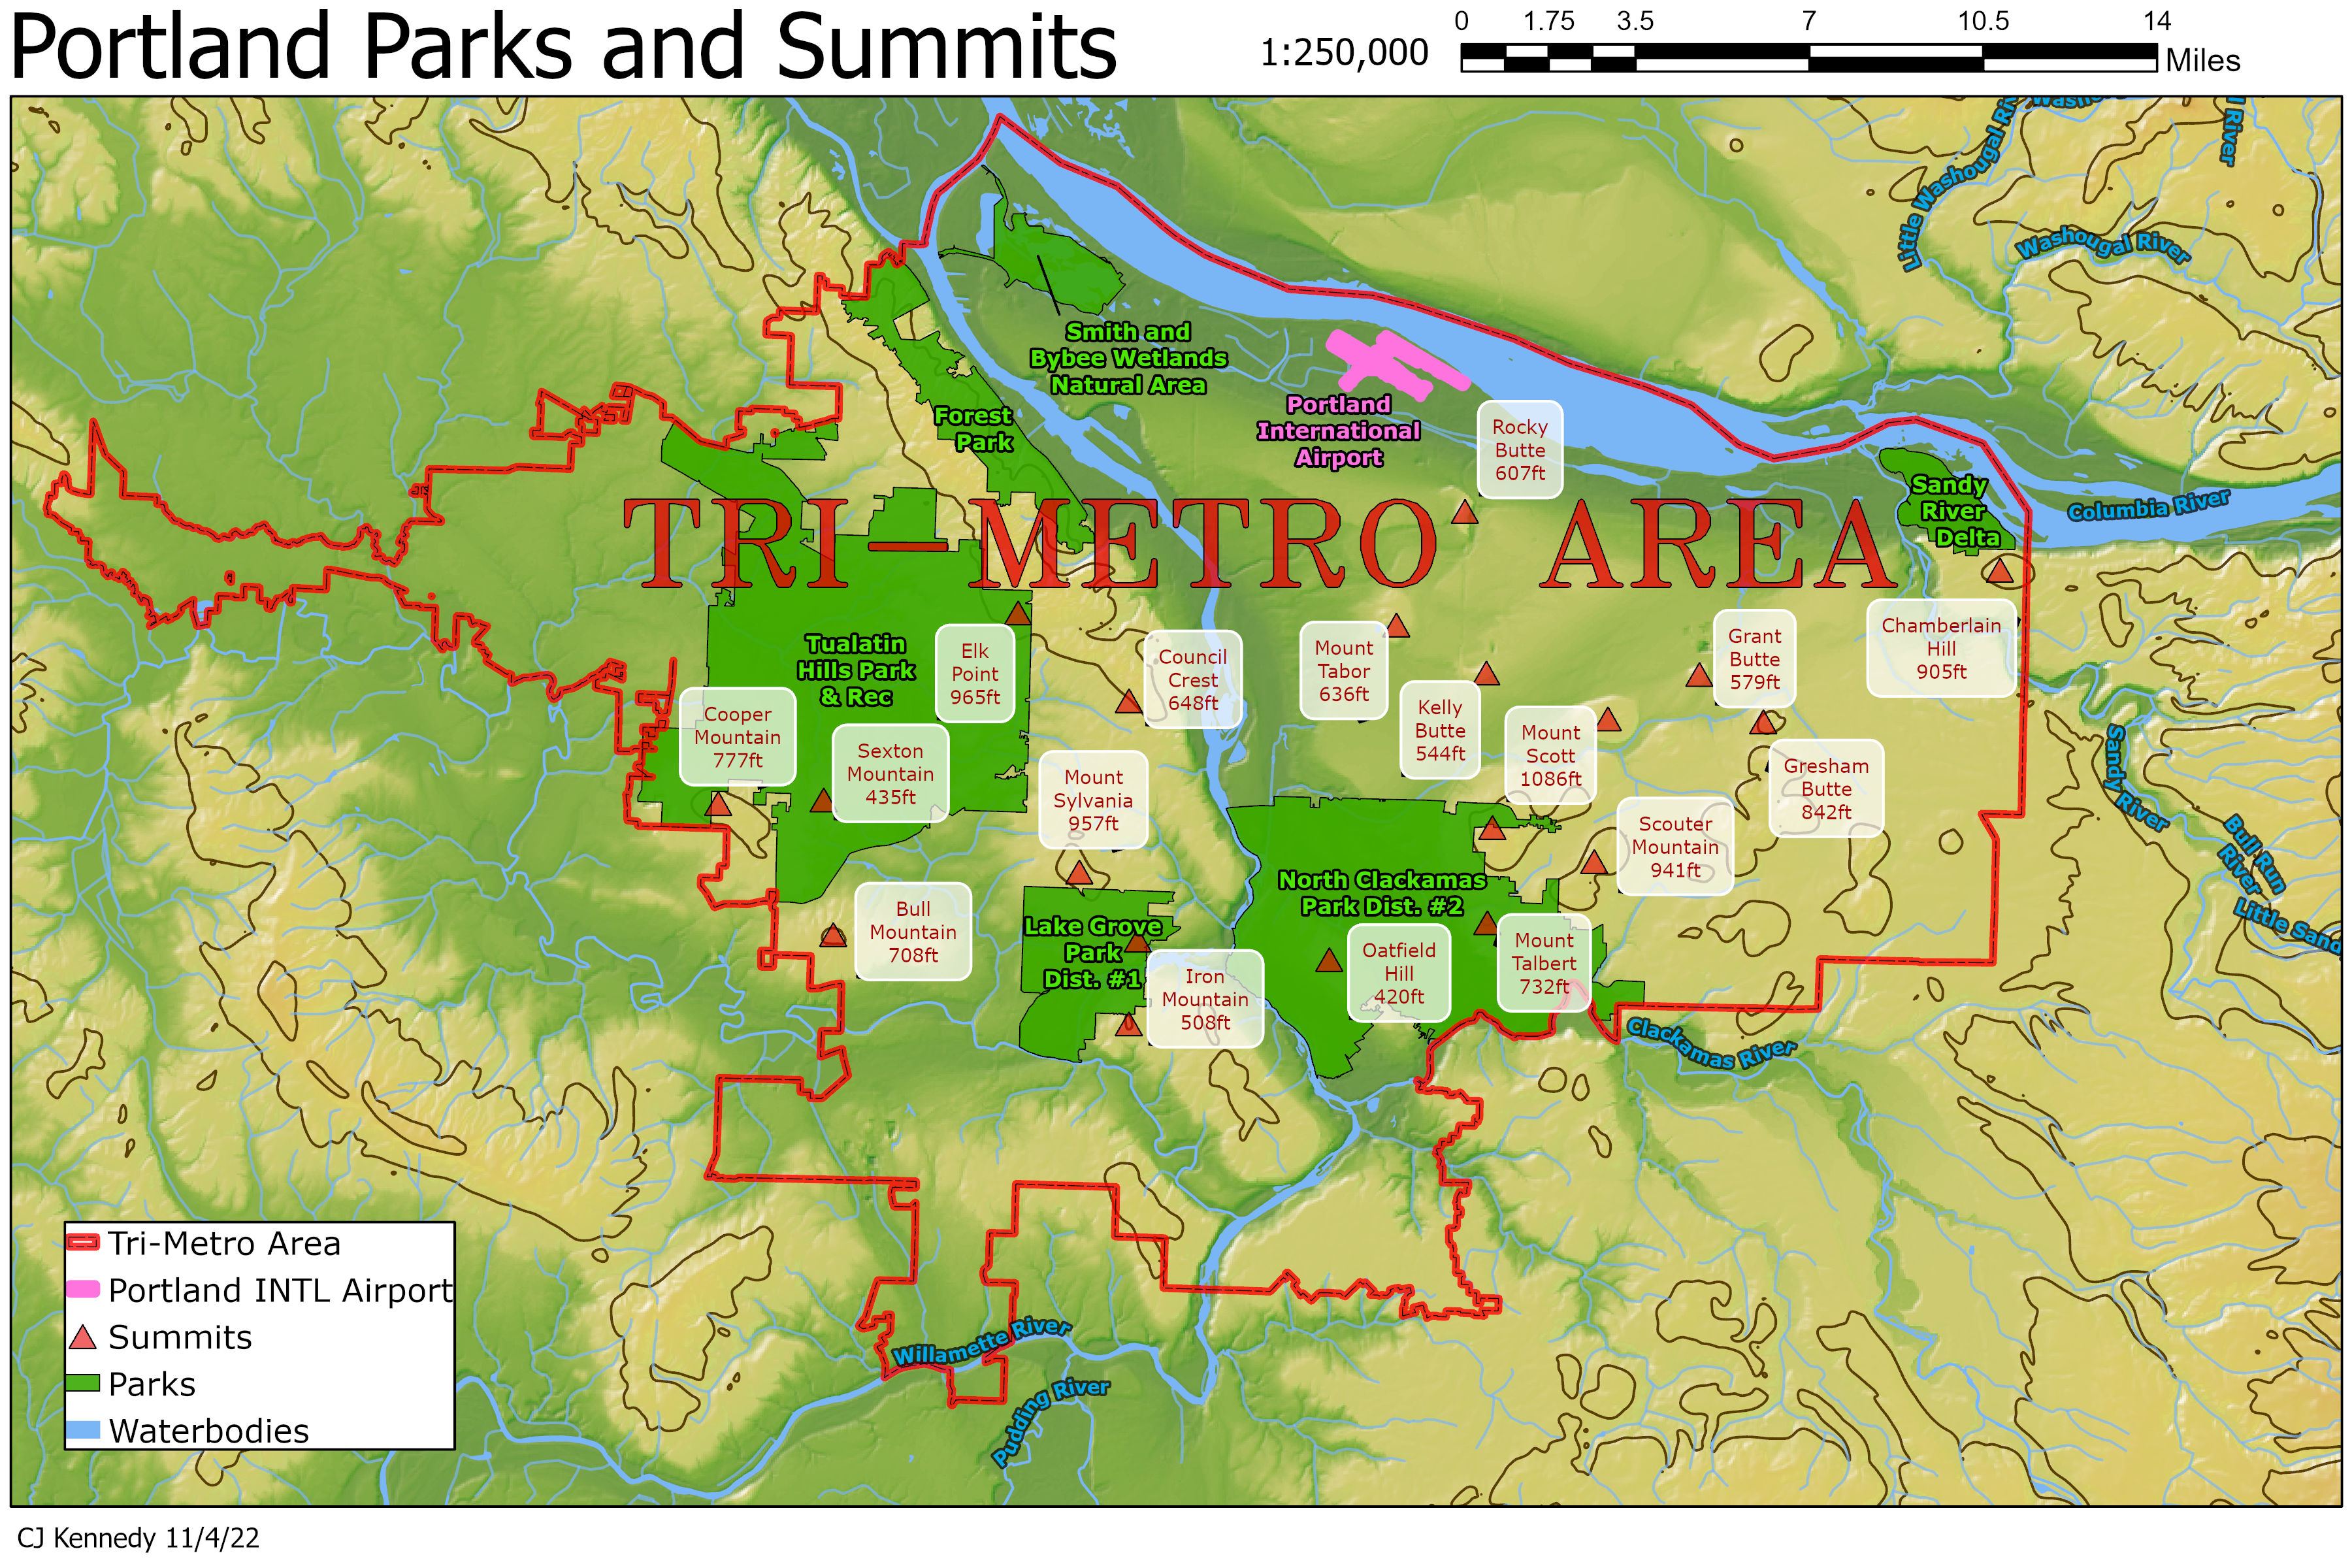 Portland Parks and Summits
1:250,000
0 1.75 3.5 7 10.5 14
Miles
Little Washougal Riv
Washou
l River
Washougal River
Smith and
Bybee Wetlands
Natural Area
Forest
Park
Portland
International
Airport
Rocky
Butte
607ft
Sandy
River
Delta
Columbia River
TRI-METRO AREA
Tualatin
Hills Park
& Rec
Elk
Point
965ft
Council
Crest
648ft
Mount
Tabor
636ft
Grant
Butte
579ft
Chamberlain
Hill
905ft
Cooper
Mountain
777ft
Sexton
Mountain
435ft
Mount
Sylvania
957ft
Kelly
Butte
544ft
Mount
Scott
1086ft
Gresham
Butte
842ft
Scouter
Mountain
941ft
Sandy River
Bull Run
River
Little Sand
Bull
Mountain
708ft
Lake Grove
Park
Dist. #1
Iron
Mountain
508ft
North Clackamas
Park Dist. #2
Oatfield
Hill
420ft
Mount
Talbert
732ft
Clackamas River
Willamette River
Pudding River
Tri-Metro Area
Portland INTL Airport
Summits
Parks
Waterbodies
CJ Kennedy 11/4/22